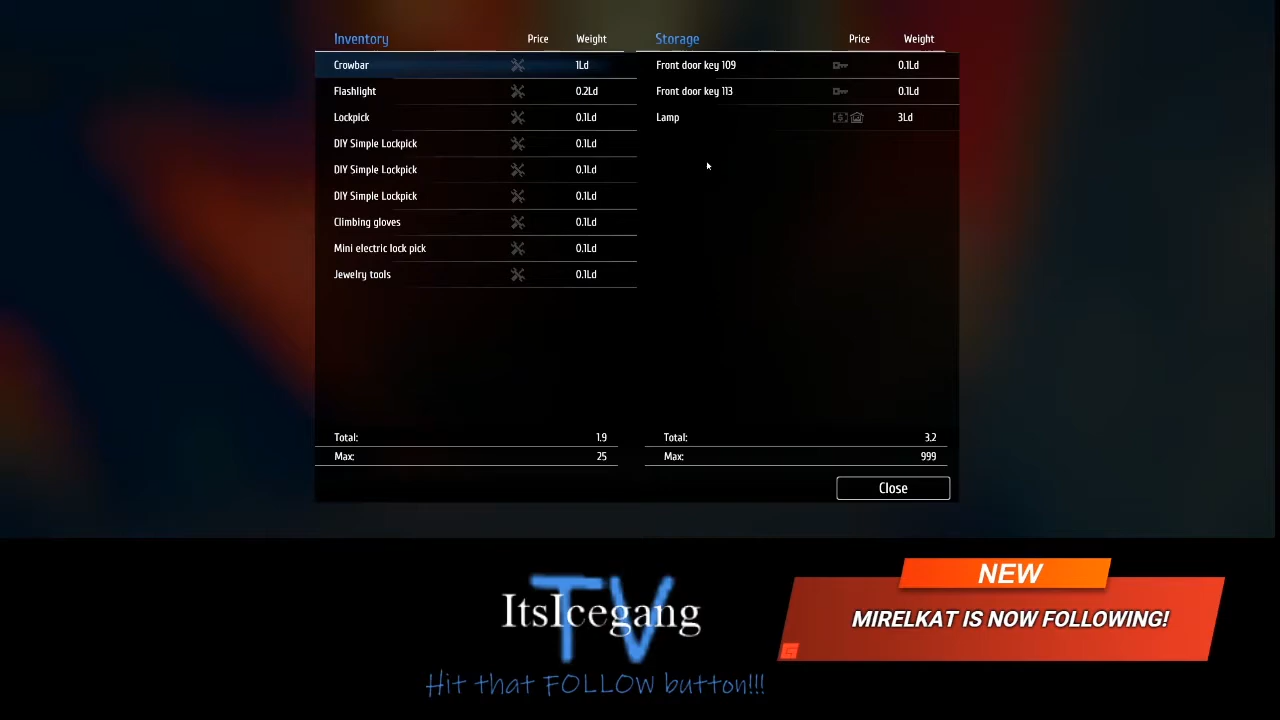 Inventory Price Weight
Crowbar 1Ld
Flashlight 0.2Ld
Lockpick 0.1Ld
DIY Simple Lockpick 0.1Ld
DIY Simple Lockpick 0.1Ld
DIY Simple Lockpick 0.1Ld
Climbing gloves 0.1Ld
Mini electric lock pick 0.1Ld
Jewelry tools 0.1Ld
Total: 1.9
Max: 25
Storage Price Weight
Front door key 109 0.1Ld
Front door key 113 0.1Ld
Lamp 3Ld
Total: 3.2
Max: 999
Close
TV
ItsIcegang
Hit that FOLLOW button!!!
NEW
MIRELKAT IS NOW FOLLOWING!